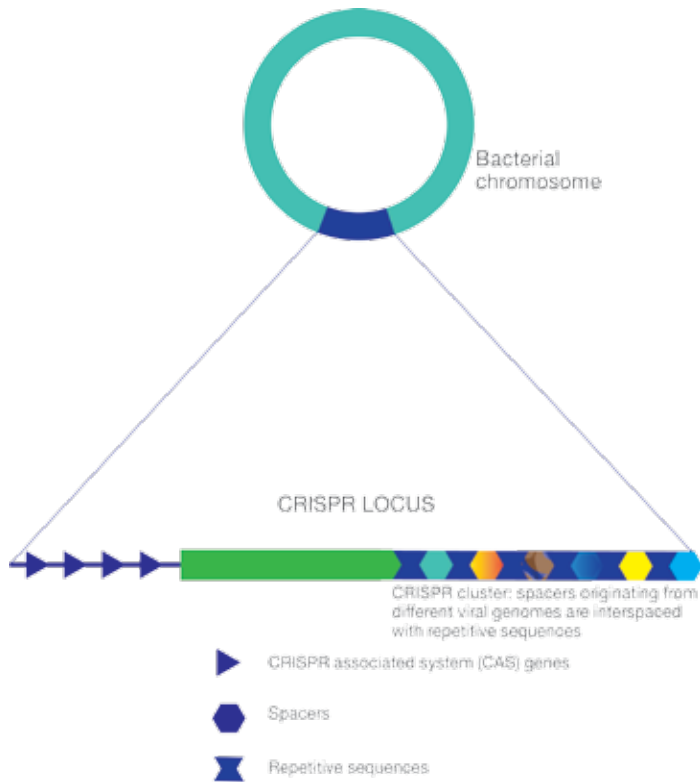 Bacterial
chromosome
CRISPR LOCUS
CRISPR cluster: spacers originating from
different viral genomes are interspaced
with repetitive sequences
CRISPR associated system (CAS) genes
Spacers
Repetitive sequences